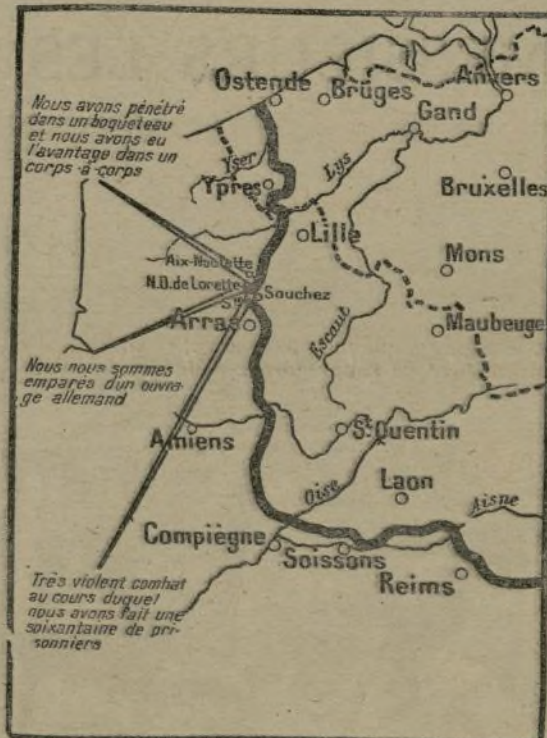 Ostende
Bruges
Anvers
Gand
Nous avons pénétré
dans un boqueteau
et nous avons eu
l'avantage dans un
corps-à-corps
Yser
Lys
Ypres
Bruxelles
Lille
Aix-Noulette
Mons
N.D. de Lorette
Souchez
Arras
Escaut
Maubeuge
Nous nous sommes
emparés d'un ouvra-
ge allemand
Amiens
St Quentin
Oise
Laon
Aisne
Compiègne
Soissons
Reims
Très violent combat
au cours duquel
nous avons fait une
soixantaine de pri-
sonniers